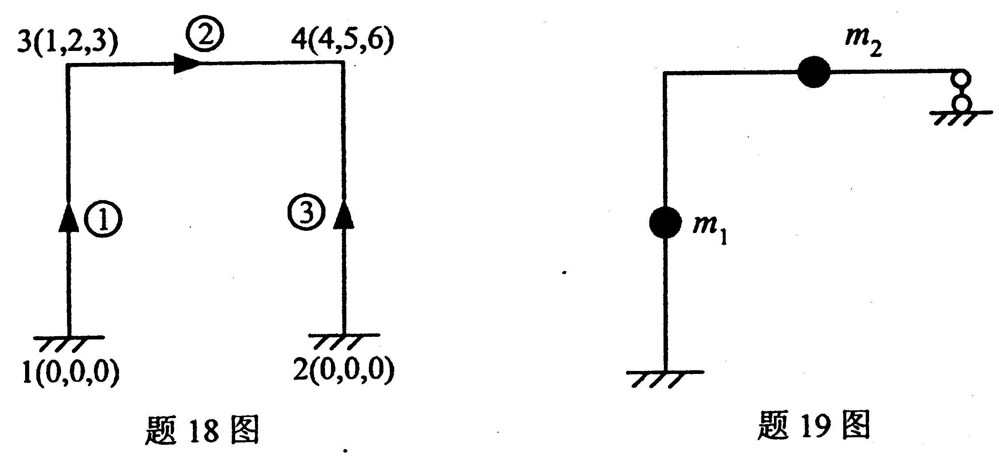 3(1,2,3)
②
4(4,5,6)
①
③
1(0,0,0)
2(0,0,0)
题 18 图
m₂
m₁
题 19 图